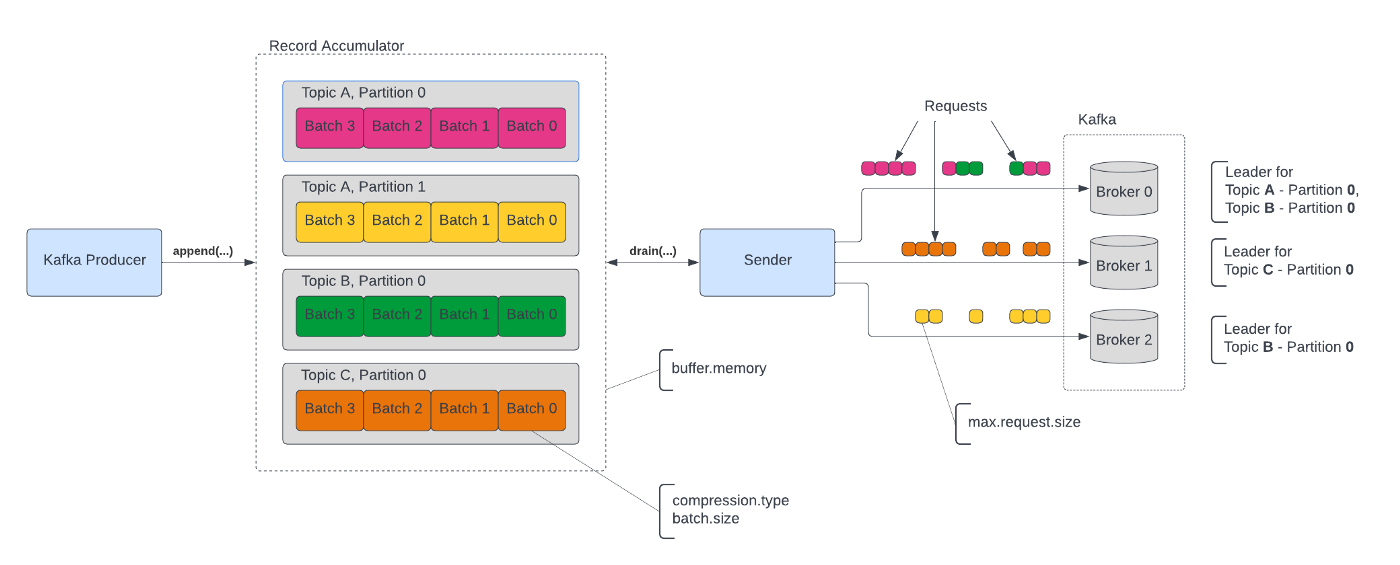 Record Accumulator
Topic A, Partition 0
Batch 3 Batch 2 Batch 1 Batch 0
Topic A, Partition 1
Batch 3 Batch 2 Batch 1 Batch 0
Topic B, Partition 0
Batch 3 Batch 2 Batch 1 Batch 0
Topic C, Partition 0
Batch 3 Batch 2 Batch 1 Batch 0
Kafka Producer
append(...)
drain(...)
Sender
buffer.memory
compression.type
batch.size
Requests
max.request.size
Kafka
Broker 0
Broker 1
Broker 2
Leader for
Topic A - Partition 0,
Topic B - Partition 0
Leader for
Topic C - Partition 0
Leader for
Topic B - Partition 0